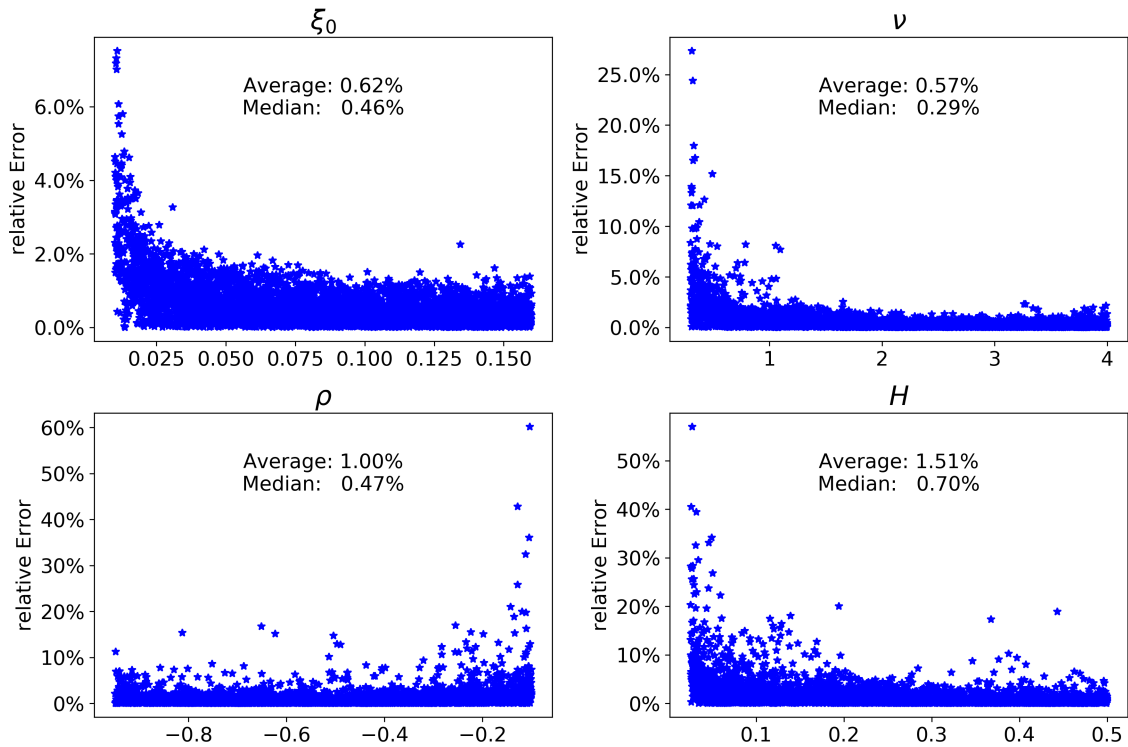 ξ₀
relative Error
6.0%
4.0%
2.0%
0.0%
Average: 0.62%
Median: 0.46%
0.025 0.050 0.075 0.100 0.125 0.150
ν
relative Error
25.0%
20.0%
15.0%
10.0%
5.0%
0.0%
Average: 0.57%
Median: 0.29%
1 2 3 4
ρ
relative Error
60%
50%
40%
30%
20%
10%
0%
Average: 1.00%
Median: 0.47%
−0.8 −0.6 −0.4 −0.2
H
relative Error
50%
40%
30%
20%
10%
0%
Average: 1.51%
Median: 0.70%
0.1 0.2 0.3 0.4 0.5